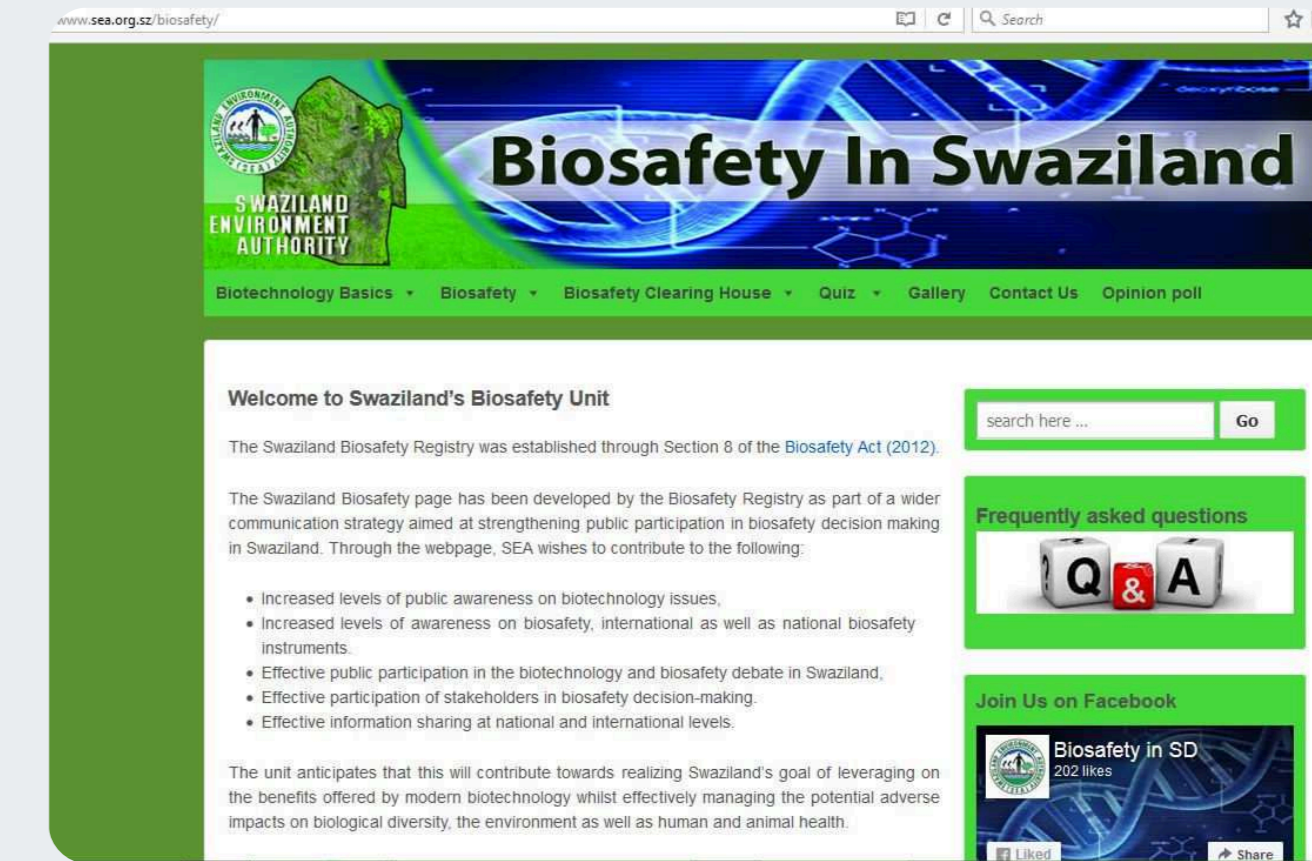 www.sea.org.sz/biosafety/
Search
SWAZILAND
ENVIRONMENT
AUTHORITY
deoxyribose
Biosafety In Swaziland
Biotechnology Basics
Biosafety
Biosafety Clearing House
Quiz
Gallery
Contact Us
Opinion poll
Welcome to Swaziland's Biosafety Unit
The Swaziland Biosafety Registry was established through Section 8 of the Biosafety Act (2012).
The Swaziland Biosafety page has been developed by the Biosafety Registry as part of a wider
communication strategy aimed at strengthening public participation in biosafety decision making
in Swaziland. Through the webpage, SEA wishes to contribute to the following:
• Increased levels of public awareness on biotechnology issues,
• Increased levels of awareness on biosafety, international as well as national biosafety
instruments.
• Effective public participation in the biotechnology and biosafety debate in Swaziland,
• Effective participation of stakeholders in biosafety decision-making.
• Effective information sharing at national and international levels.
The unit anticipates that this will contribute towards realizing Swaziland's goal of leveraging on
the benefits offered by modern biotechnology whilst effectively managing the potential adverse
impacts on biological diversity, the environment as well as human and animal health.
search here ...
Go
Frequently asked questions
Q & A
Join Us on Facebook
Biosafety in SD
202 likes
Liked
Share